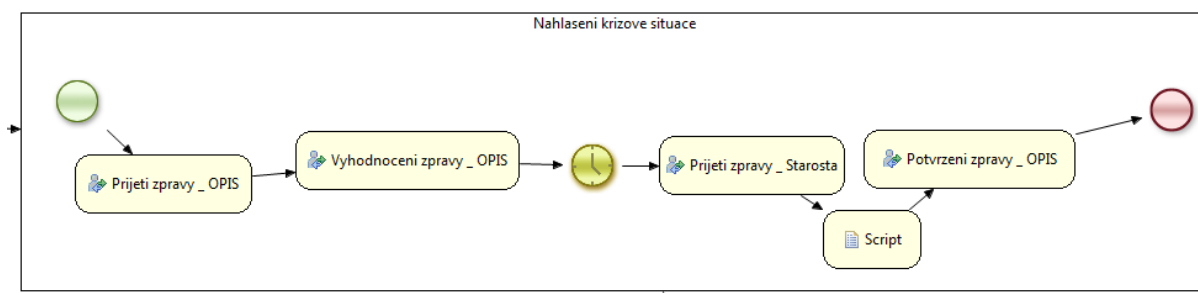 Nahlaseni krizove situace
Prijeti zpravy _ OPIS
Vyhodnoceni zpravy _ OPIS
Prijeti zpravy _ Starosta
Script
Potvrzeni zpravy _ OPIS